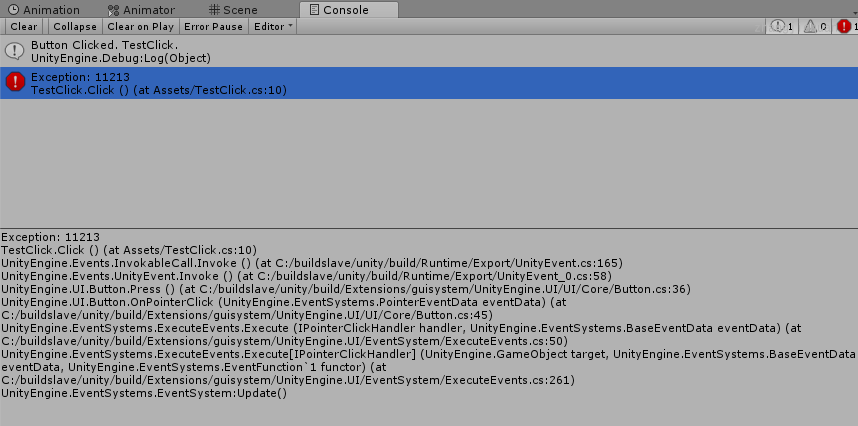 Animation Animator Scene Console
Clear Collapse Clear on Play Error Pause Editor 1 0 1
Button Clicked. TestClick.
UnityEngine.Debug:Log(Object)
Exception: 11213
TestClick.Click () (at Assets/TestClick.cs:10)
Exception: 11213
TestClick.Click () (at Assets/TestClick.cs:10)
UnityEngine.Events.InvokableCall.Invoke () (at C:/buildslave/unity/build/Runtime/Export/UnityEvent.cs:165)
UnityEngine.Events.UnityEvent.Invoke () (at C:/buildslave/unity/build/Runtime/Export/UnityEvent_0.cs:58)
UnityEngine.UI.Button.Press () (at C:/buildslave/unity/build/Extensions/guisystem/UnityEngine.UI/UI/Core/Button.cs:36)
UnityEngine.UI.Button.OnPointerClick (UnityEngine.EventSystems.PointerEventData eventData) (at
C:/buildslave/unity/build/Extensions/guisystem/UnityEngine.UI/UI/Core/Button.cs:45)
UnityEngine.EventSystems.ExecuteEvents.Execute (IPointerClickHandler handler, UnityEngine.EventSystems.BaseEventData eventData) (at
C:/buildslave/unity/build/Extensions/guisystem/UnityEngine.UI/EventSystem/ExecuteEvents.cs:50)
UnityEngine.EventSystems.ExecuteEvents.Execute[IPointerClickHandler] (UnityEngine.GameObject target, UnityEngine.EventSystems.BaseEventData
eventData, UnityEngine.EventSystems.EventFunction`1 functor) (at
C:/buildslave/unity/build/Extensions/guisystem/UnityEngine.UI/EventSystem/ExecuteEvents.cs:261)
UnityEngine.EventSystems.EventSystem:Update()